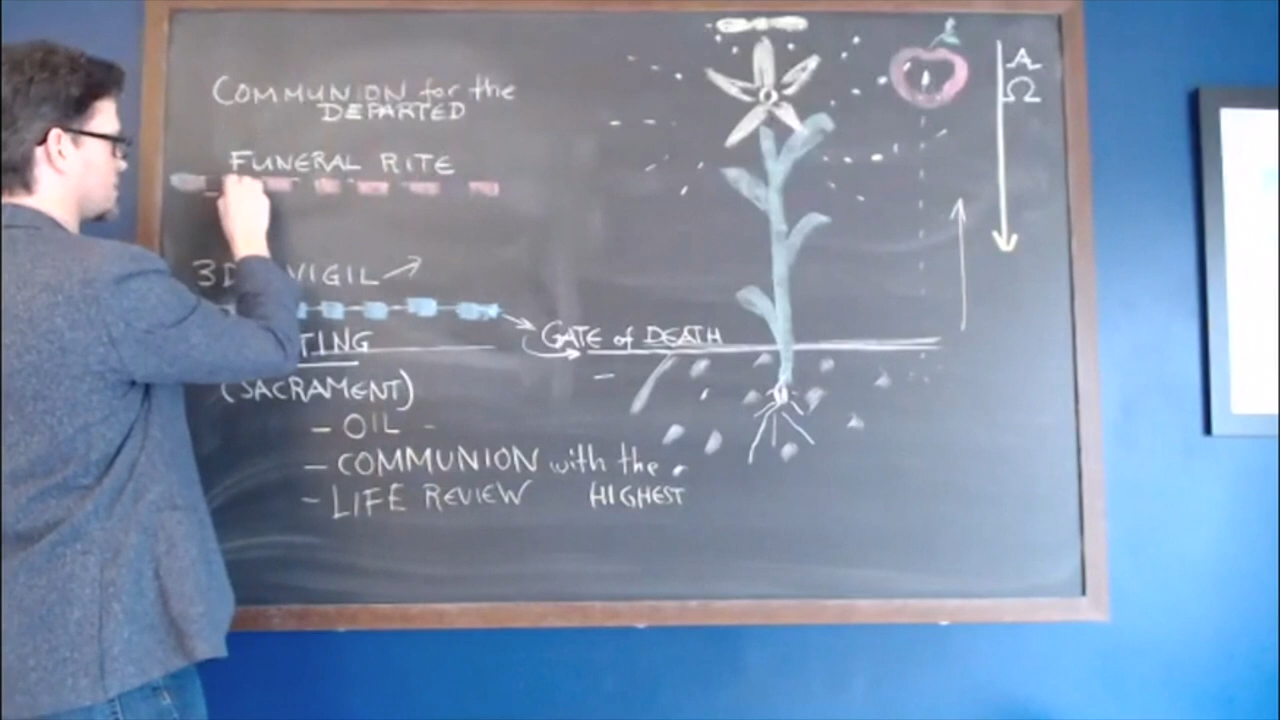 COMMUNION for the
DEPARTED
FUNERAL RITE
VIGIL
(SACRAMENT)
- OIL -
- COMMUNION with the
HIGHEST
- LIFE REVIEW
GATE of DEATH
A
Ω